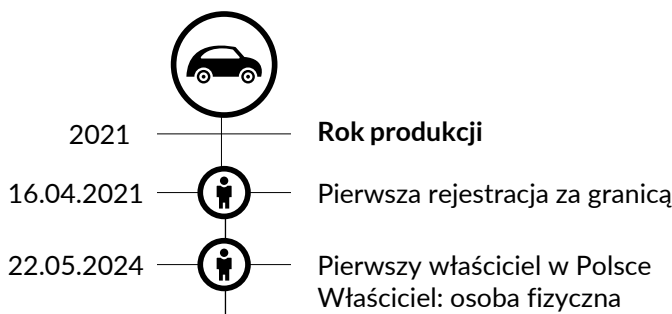 2021 Rok produkcji
16.04.2021 Pierwsza rejestracja za granicą
22.05.2024 Pierwszy właściciel w Polsce
Właściciel: osoba fizyczna